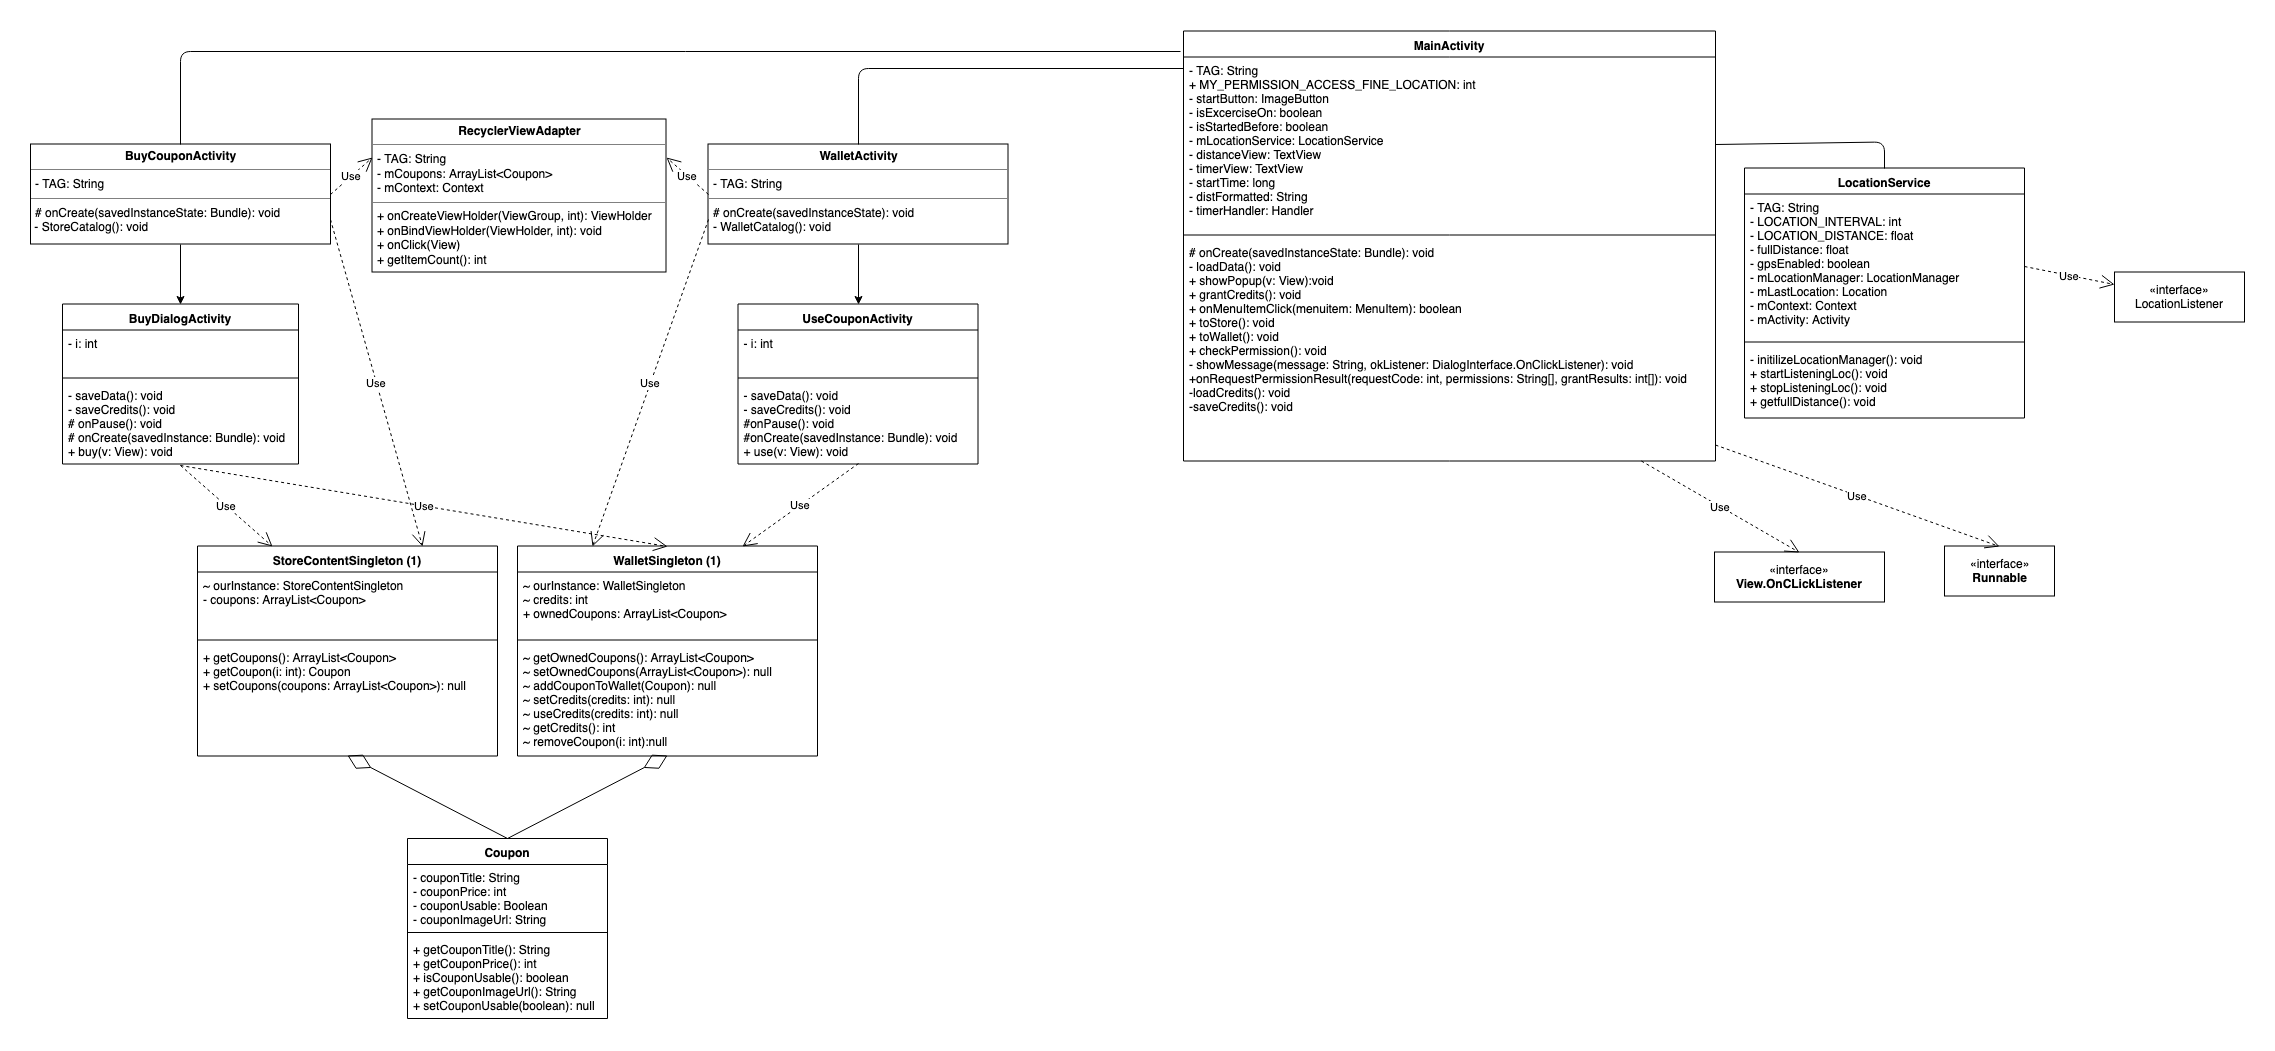 MainActivity
- TAG: String
+ MY_PERMISSION_ACCESS_FINE_LOCATION: int
- startButton: ImageButton
- isExcerciseOn: boolean
- isStartedBefore: boolean
- mLocationService: LocationService
- distanceView: TextView
- timerView: TextView
- startTime: long
- distFormatted: String
- timerHandler: Handler
# onCreate(savedInstanceState: Bundle): void
- loadData(): void
+ showPopup(v: View):void
+ grantCredits(): void
+ onMenuItemClick(menuitem: MenuItem): boolean
+ toStore(): void
+ toWallet(): void
+ checkPermission(): void
- showMessage(message: String, okListener: DialogInterface.OnClickListener): void
+onRequestPermissionResult(requestCode: int, permissions: String[], grantResults: int[]): void
-loadCredits(): void
-saveCredits(): void
BuyCouponActivity
- TAG: String
# onCreate(savedInstanceState: Bundle): void
- StoreCatalog(): void
Use
RecyclerViewAdapter
- TAG: String
- mCoupons: ArrayList<Coupon>
- mContext: Context
+ onCreateViewHolder(ViewGroup, int): ViewHolder
+ onBindViewHolder(ViewHolder, int): void
+ onClick(View)
+ getItemCount(): int
Use
WalletActivity
- TAG: String
# onCreate(savedInstanceState): void
- WalletCatalog(): void
LocationService
- TAG: String
- LOCATION_INTERVAL: int
- LOCATION_DISTANCE: float
- fullDistance: float
- gpsEnabled: boolean
- mLocationManager: LocationManager
- mLastLocation: Location
- mContext: Context
- mActivity: Activity
- initilizeLocationManager(): void
+ startListeningLoc(): void
+ stopListeningLoc(): void
+ getfullDistance(): void
Use
«interface»
LocationListener
BuyDialogActivity
- i: int
- saveData(): void
- saveCredits(): void
# onPause(): void
# onCreate(savedInstance: Bundle): void
+ buy(v: View): void
Use
Use
UseCouponActivity
- i: int
- saveData(): void
- saveCredits(): void
#onPause(): void
#onCreate(savedInstance: Bundle): void
+ use(v: View): void
Use
Use
Use
Use
Use
StoreContentSingleton (1)
~ ourInstance: StoreContentSingleton
- coupons: ArrayList<Coupon>
+ getCoupons(): ArrayList<Coupon>
+ getCoupon(i: int): Coupon
+ setCoupons(coupons: ArrayList<Coupon>): null
WalletSingleton (1)
~ ourInstance: WalletSingleton
~ credits: int
+ ownedCoupons: ArrayList<Coupon>
~ getOwnedCoupons(): ArrayList<Coupon>
~ setOwnedCoupons(ArrayList<Coupon>): null
~ addCouponToWallet(Coupon): null
~ setCredits(credits: int): null
~ useCredits(credits: int): null
~ getCredits(): int
~ removeCoupon(i: int):null
«interface»
View.OnCLickListener
«interface»
Runnable
Coupon
- couponTitle: String
- couponPrice: int
- couponUsable: Boolean
- couponImageUrl: String
+ getCouponTitle(): String
+ getCouponPrice(): int
+ isCouponUsable(): boolean
+ getCouponImageUrl(): String
+ setCouponUsable(boolean): null